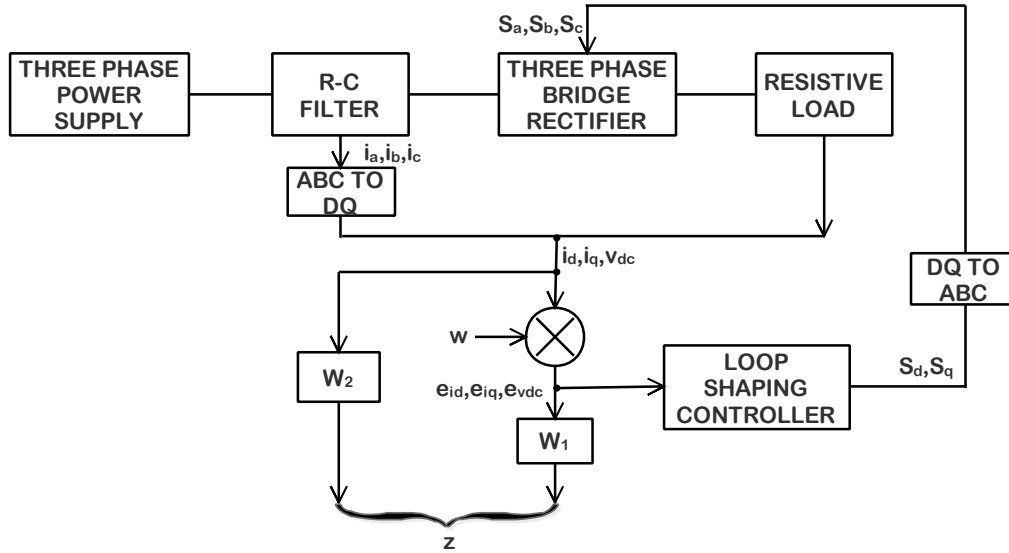 Sa,Sb,Sc
THREE PHASE
POWER
SUPPLY
R-C
FILTER
THREE PHASE
BRIDGE
RECTIFIER
RESISTIVE
LOAD
ia,ib,ic
ABC TO
DQ
id,iq,vdc
DQ TO
ABC
w
W2
eid,eiq,evdc
LOOP
SHAPING
CONTROLLER
Sd,Sq
W1
z